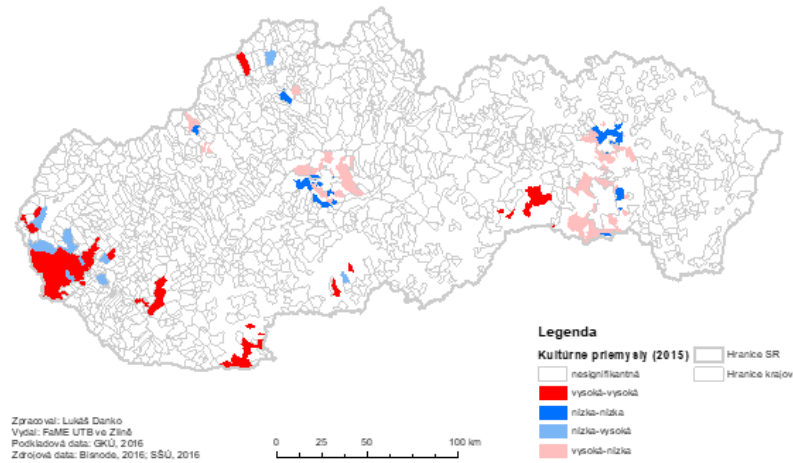 Legenda
Kultúrne priemysly (2015)
nesignifikantná
vysoká-vysoká
nízka-nízka
nízka-vysoká
vysoká-nízka
Hranice SR
Hranice krajov
Zpracoval: Lukáš Danko
Vydal: FaME UTB ve Zlíně
Podkladová data: GKÚ, 2016
Zdrojová data: Bisnode, 2016; SŠÚ, 2016
0 25 50 100 km